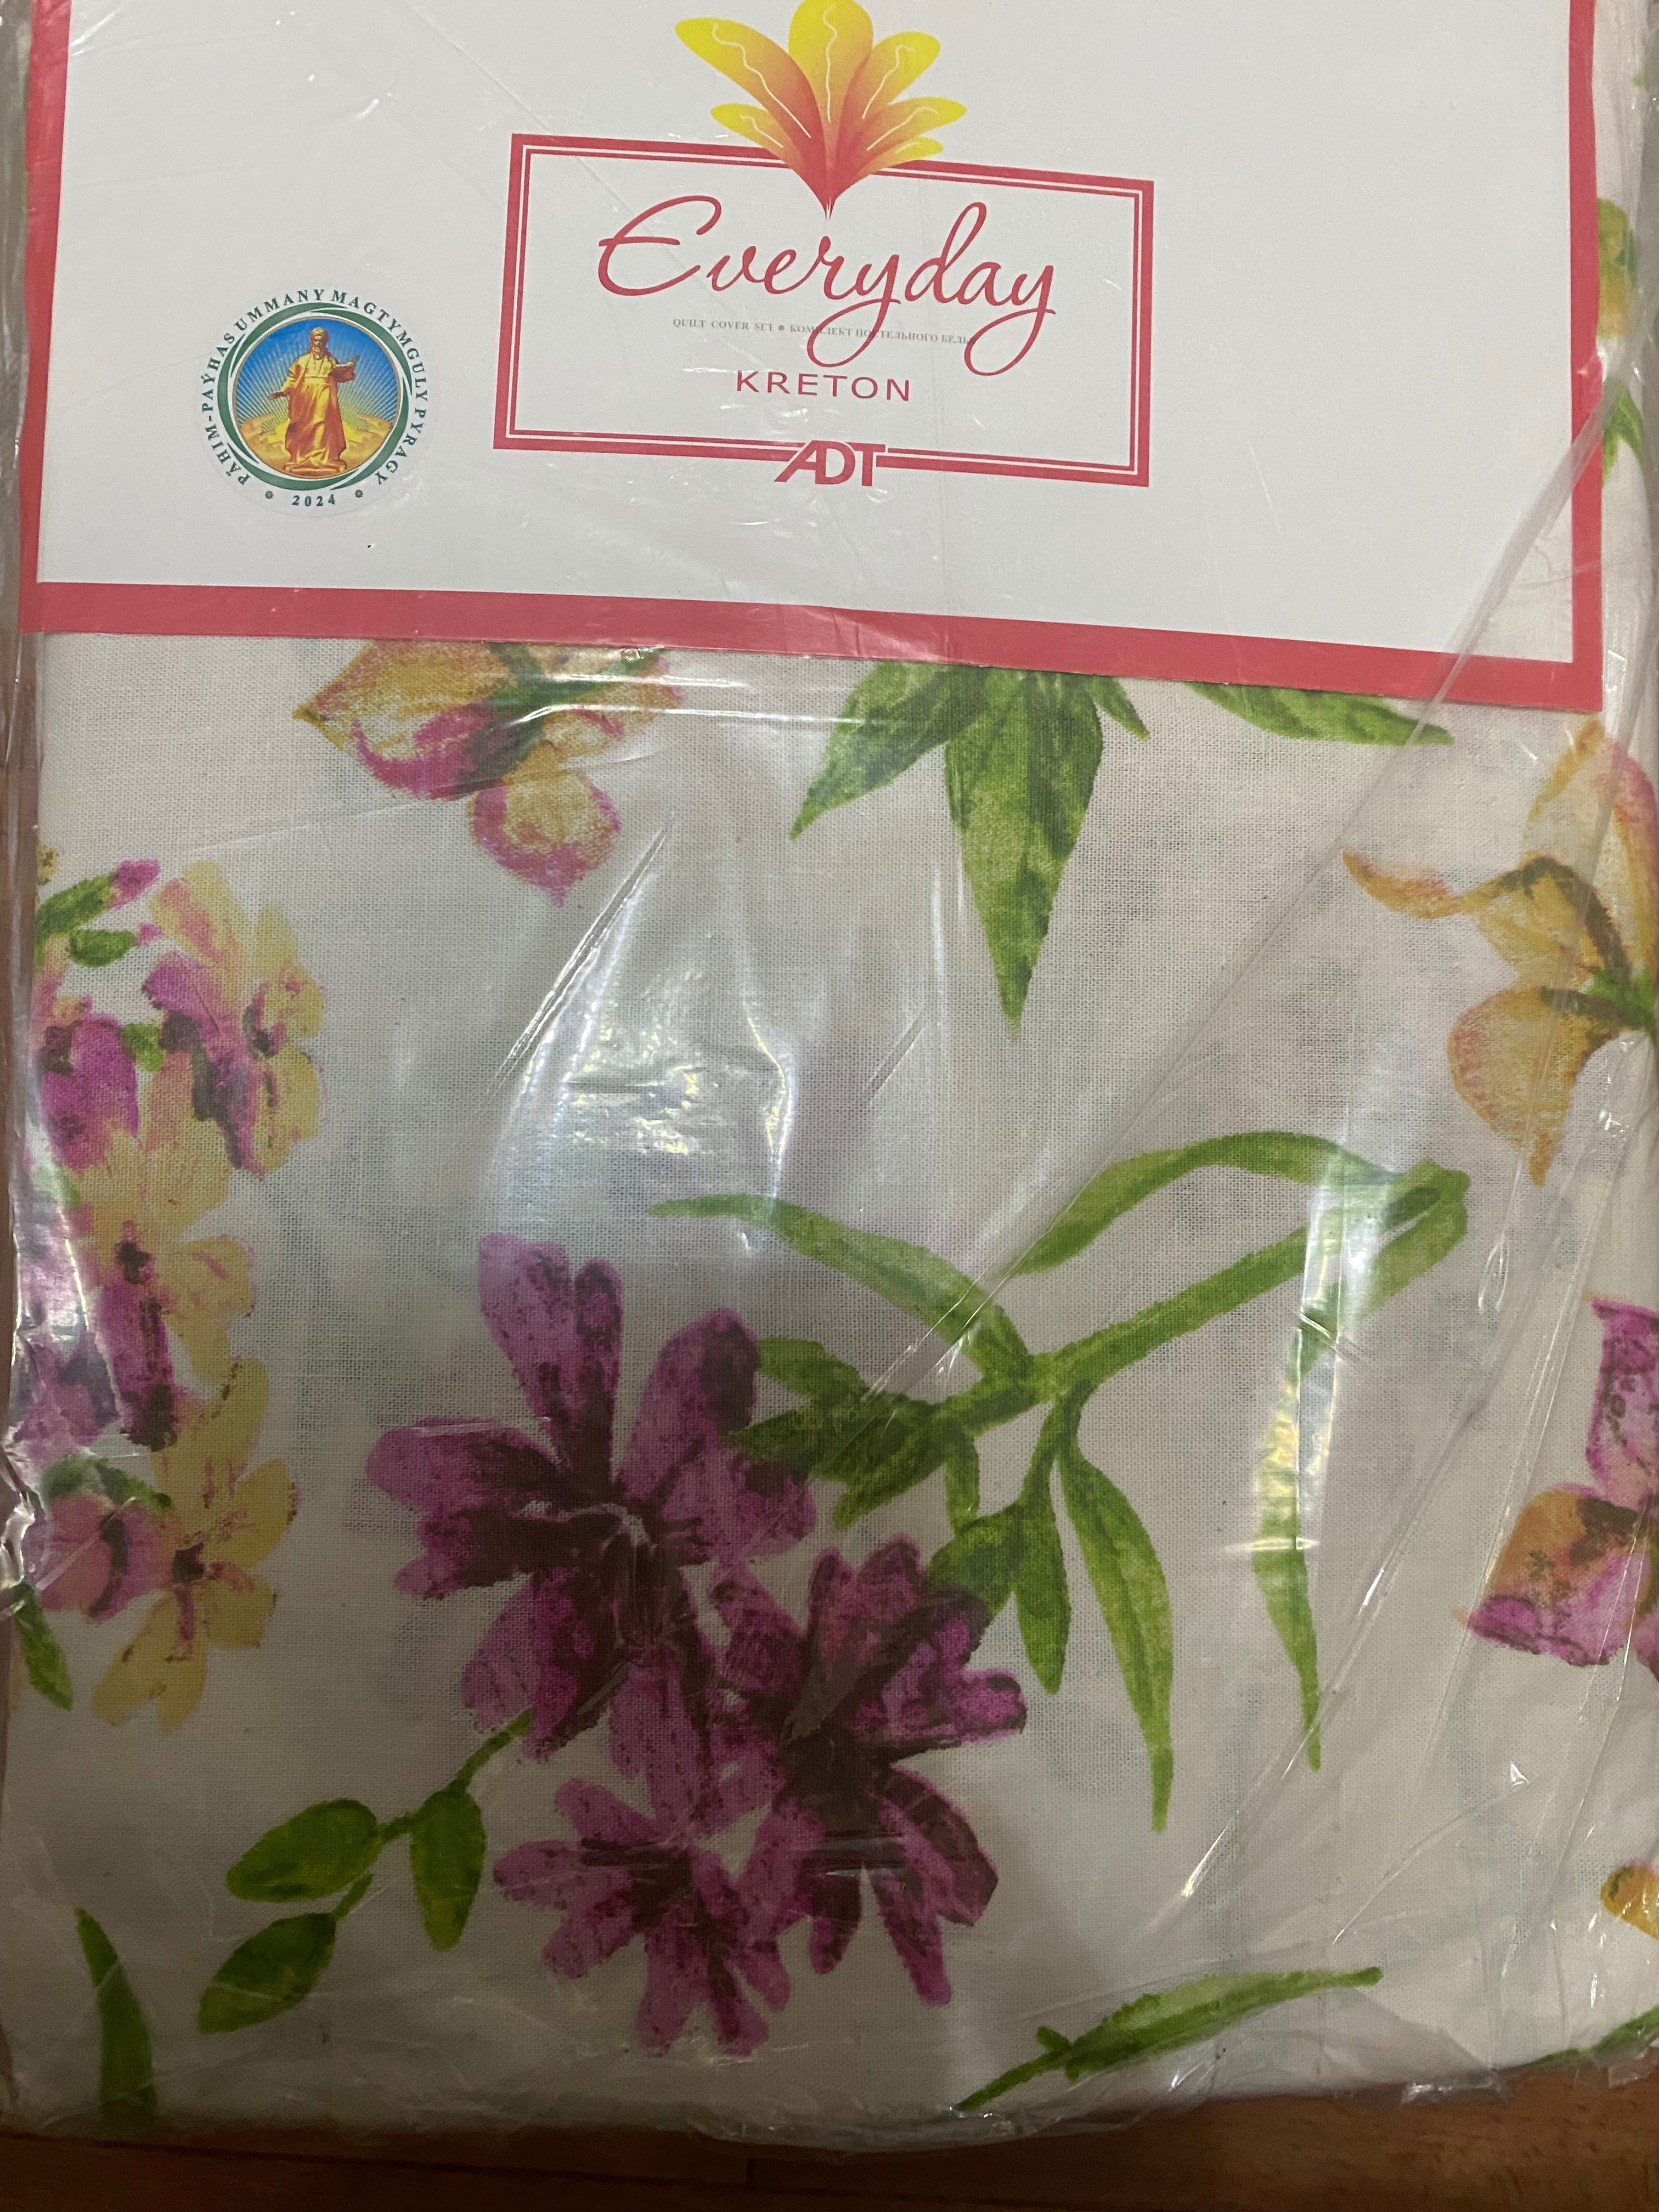 Everyday
QUILT COVER SET • КОМПЛЕКТ ПОСТЕЛЬНОГО БЕЛЬЯ
KRETON
ADT
PÄHIM-PAÝHAS UMMANY MAGTYMGULY PYRAGY
2024